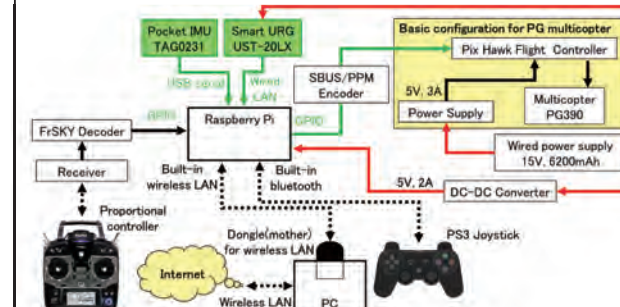 Pocket IMU
TAG0231
Smart URG
UST-20LX
Basic configuration for PG multicopter
Pix Hawk Flight Controller
USB serial
Wired
LAN
SBUS/PPM
Encoder
5V, 3A
Multicopter
PG390
Power Supply
GPIO
Raspberry Pi
GPIO
FrSKY Decoder
Wired power supply
15V, 6200mAh
Receiver
Built-in
wireless LAN
Built-in
bluetooth
5V, 2A
DC-DC Converter
Proportional
controller
Dongle(mother)
for wireless LAN
PS3 Joystick
Internet
Wireless LAN
PC